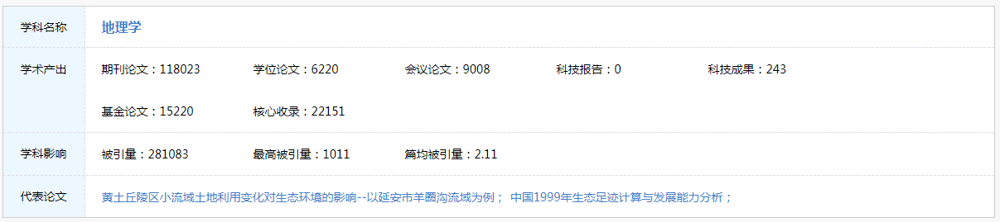 学科名称 地理学
学术产出 期刊论文：118023 学位论文：6220 会议论文：9008 科技报告：0 科技成果：243
基金论文：15220 核心收录：22151
学科影响 被引量：281083 最高被引量：1011 篇均被引量：2.11
代表论文 黄土丘陵区小流域土地利用变化对生态环境的影响--以延安市羊圈沟流域为例； 中国1999年生态足迹计算与发展能力分析；